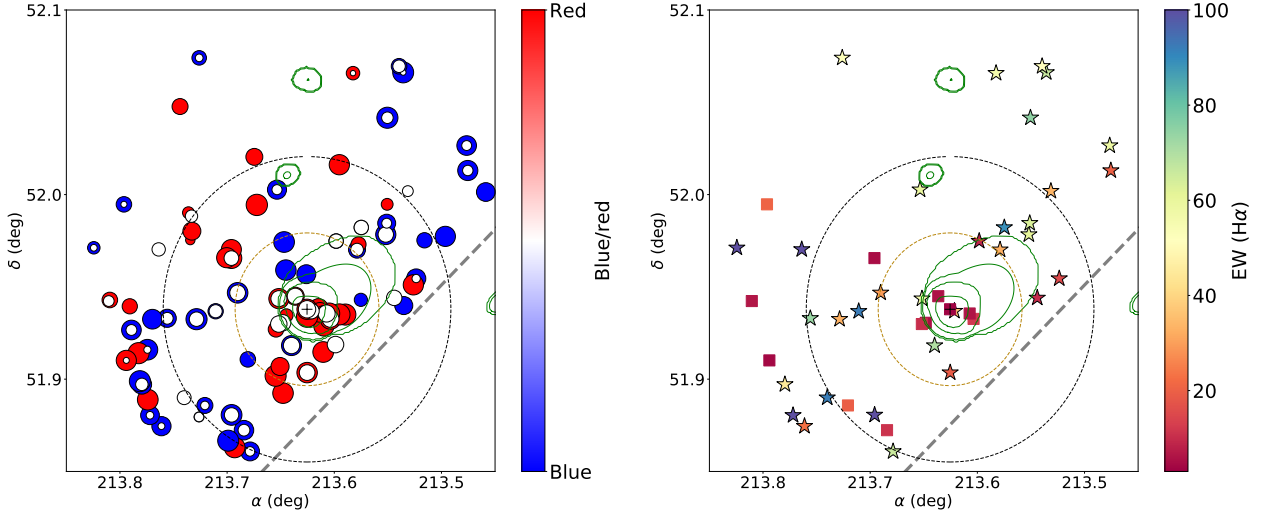 52.1
52.0
51.9
δ (deg)
213.8
213.7
213.6
213.5
α (deg)
Red
Blue
Blue/red
52.1
52.0
51.9
δ (deg)
213.8
213.7
213.6
213.5
α (deg)
100
80
60
40
20
EW (Hα)